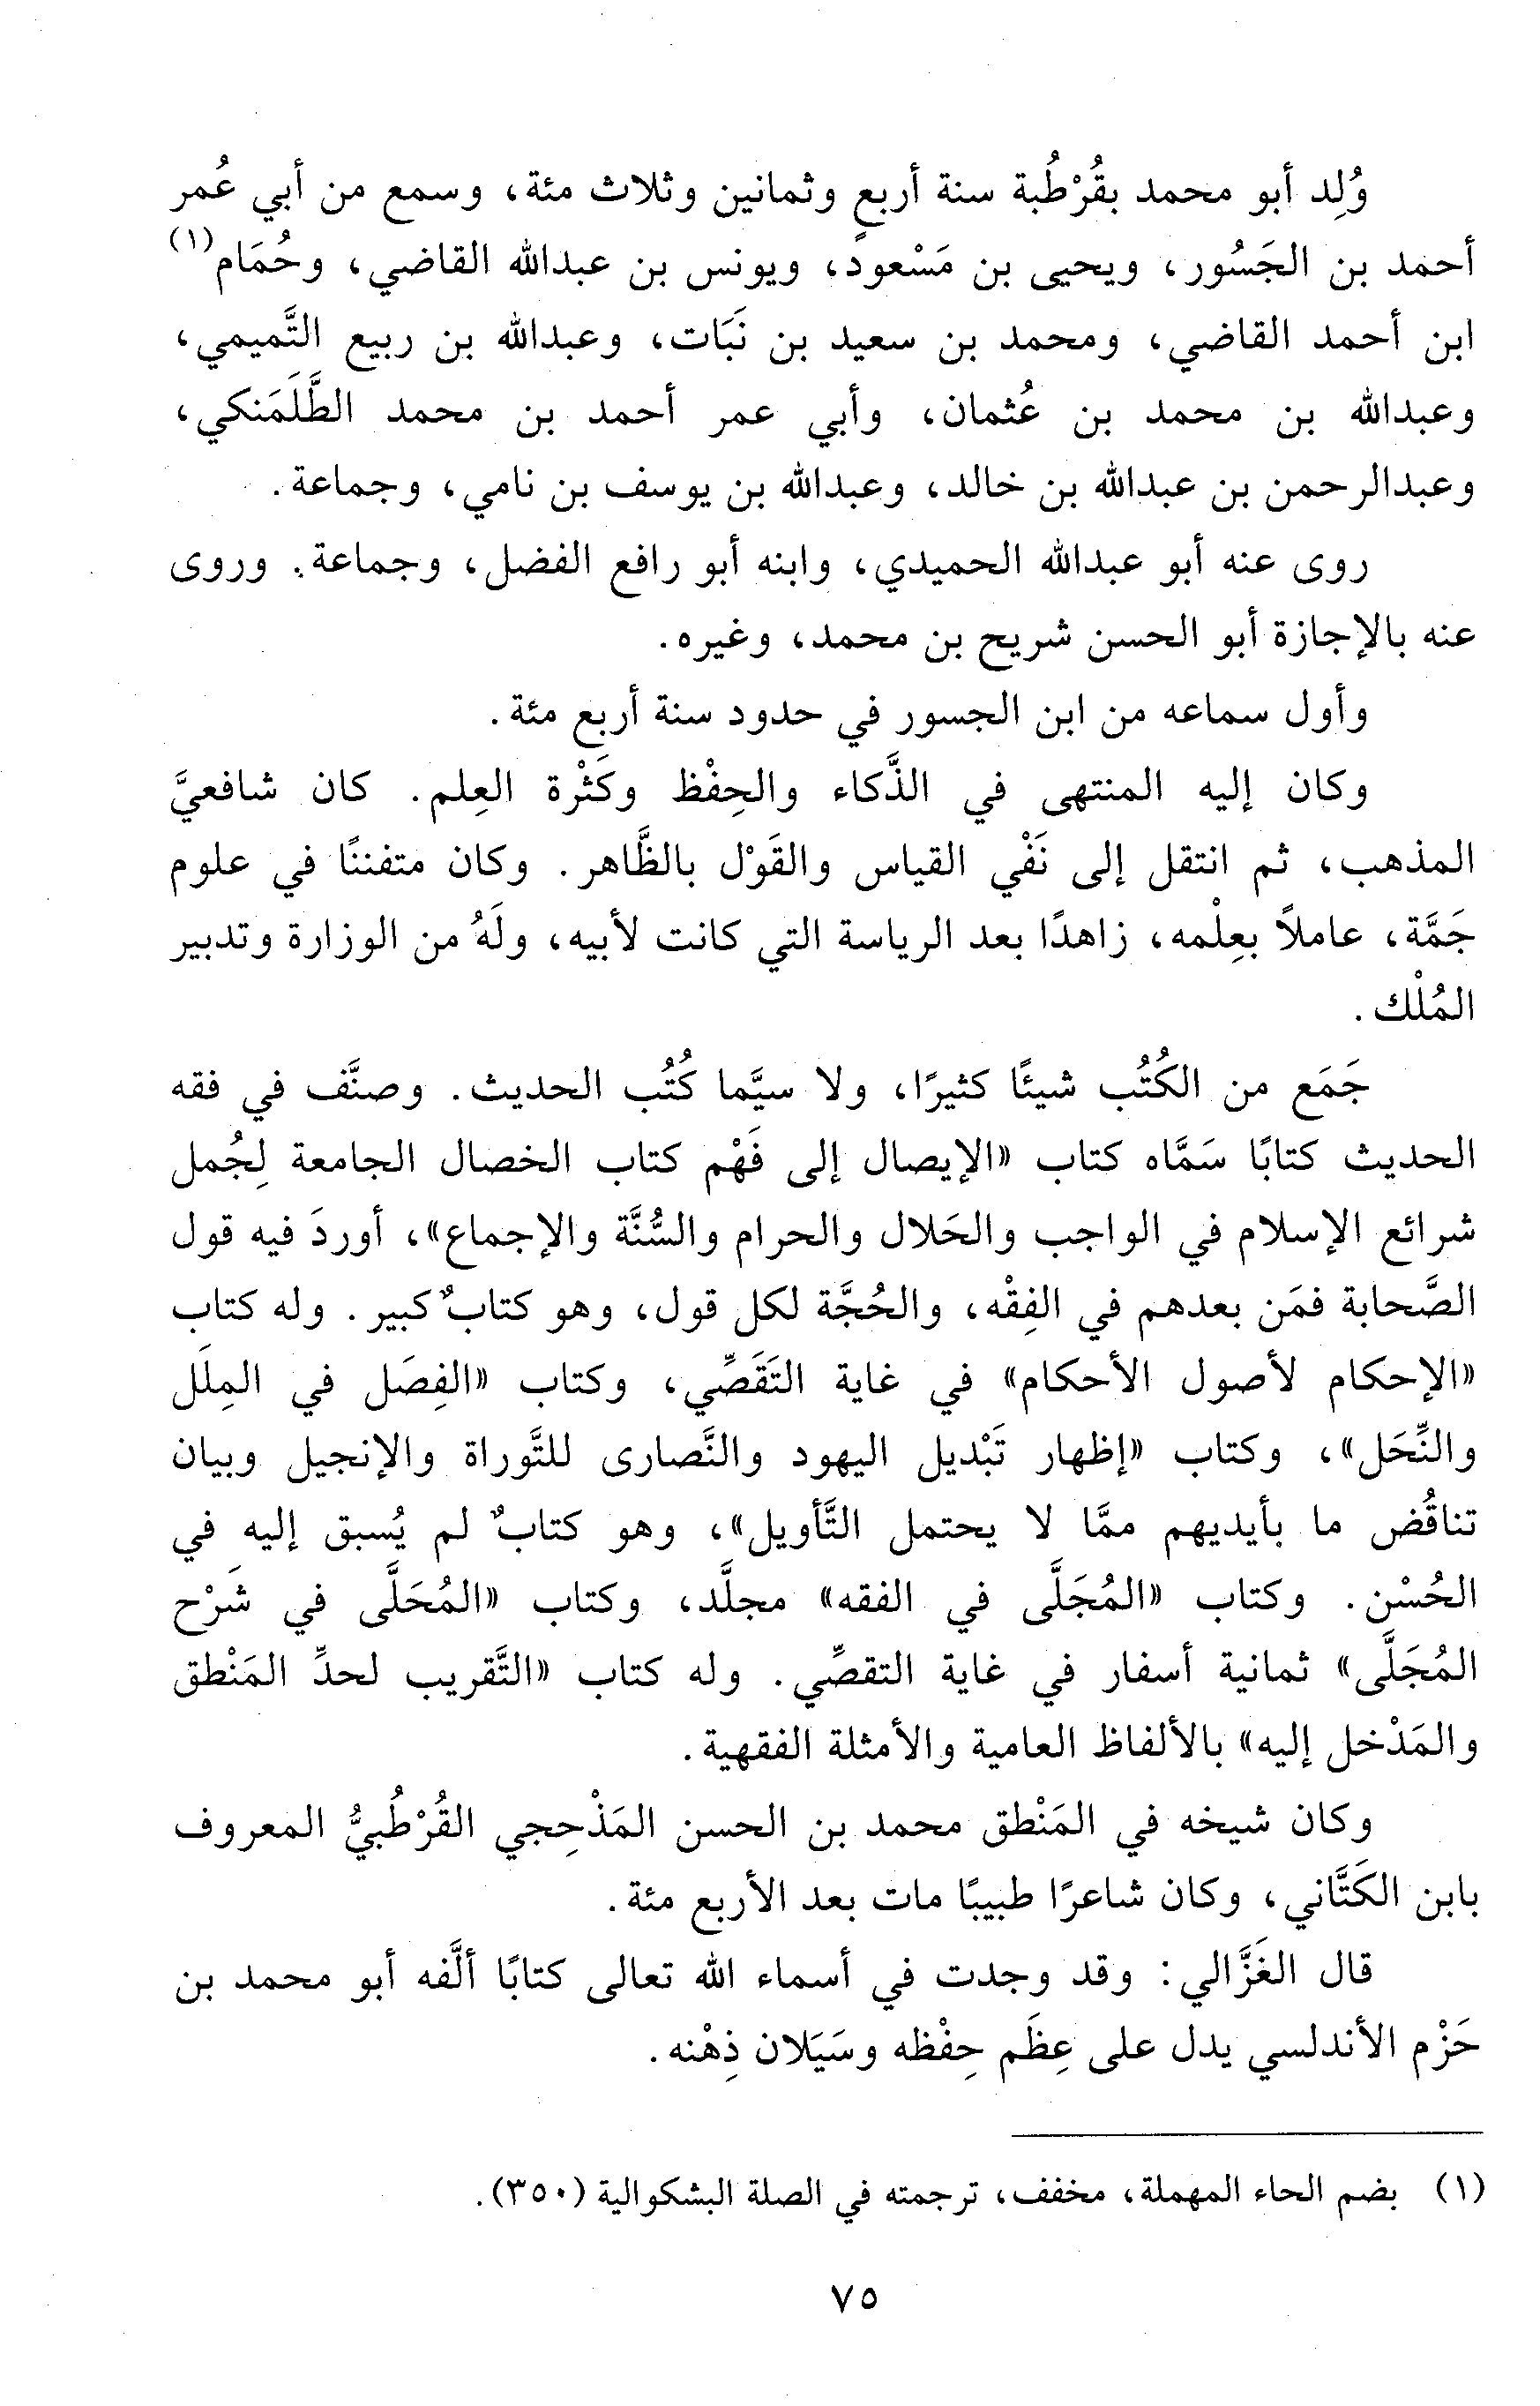 وُلِد أبو محمد بقُرْطُبة سنة أربعٍ وثمانين وثلاث مئة، وسمع من أبي عُمر
أحمد بن الجَسُور، ويحيى بن مَسْعود، ويونس بن عبدالله القاضي، وحُمَام(١)
ابن أحمد القاضي، ومحمد بن سعيد بن نَبَات، وعبدالله بن ربيع التَّميمي،
وعبدالله بن محمد بن عُثمان، وأبي عمر أحمد بن محمد الطَّلَمَنكي،
وعبدالرحمن بن عبدالله بن خالد، وعبدالله بن يوسف بن نامي، وجماعة.
روى عنه أبو عبدالله الحميدي، وابنه أبو رافع الفضل، وجماعة. وروى
عنه بالإجازة أبو الحسن شريح بن محمد، وغيره.
وأول سماعه من ابن الجسور في حدود سنة أربع مئة.
وكان إليه المنتهى في الذَّكاء والحِفْظ وكَثْرة العِلم. كان شافعيَّ
المذهب، ثم انتقل إلى نَفْي القياس والقَوْل بالظَّاهر. وكان متفننًا في علوم
جَمَّة، عاملاً بعِلْمه، زاهدًا بعد الرياسة التي كانت لأبيه، ولَهُ من الوزارة وتدبير
المُلْك.
جَمَع من الكُتُب شيئًا كثيرًا، ولا سيَّما كُتُب الحديث. وصنَّف في فقه
الحديث كتابًا سَمَّاه كتاب «الإيصال إلى فَهْم كتاب الخصال الجامعة لِجُمل
شرائع الإسلام في الواجب والحَلال والحرام والسُّنَّة والإجماع»، أوردَ فيه قول
الصَّحابة فمَن بعدهم في الفِقْه، والحُجَّة لكل قول، وهو كتابٌ كبير. وله كتاب
«الإحكام لأصول الأحكام» في غاية التَقَصِّي، وكتاب «الفِصَل في المِلَل
والنِّحَل»، وكتاب «إظهار تَبْديل اليهود والنَّصارى للتَّوراة والإنجيل وبيان
تناقُض ما بأيديهم ممَّا لا يحتمل التَّأويل»، وهو كتابٌ لم يُسبق إليه في
الحُسْن. وكتاب «المُجَلَّى في الفقه» مجلَّد، وكتاب «المُحَلَّى في شَرْح
المُجَلَّى» ثمانية أسفار في غاية التقصِّي. وله كتاب «التَّقريب لحدِّ المَنْطق
والمَدْخل إليه» بالألفاظ العامية والأمثلة الفقهية.
وكان شيخه في المَنْطق محمد بن الحسن المَذْحِجي القُرْطُبيُّ المعروف
بابن الكَتَّاني، وكان شاعرًا طبيبًا مات بعد الأربع مئة.
قال الغَزَّالي: وقد وجدت في أسماء الله تعالى كتابًا ألَّفه أبو محمد بن
حَزْم الأندلسي يدل على عِظَم حِفْظه وسَيَلان ذِهْنه.
(١) بضم الحاء المهملة، مخفف، ترجمته في الصلة البشكوالية (٣٥٠).
٧٥